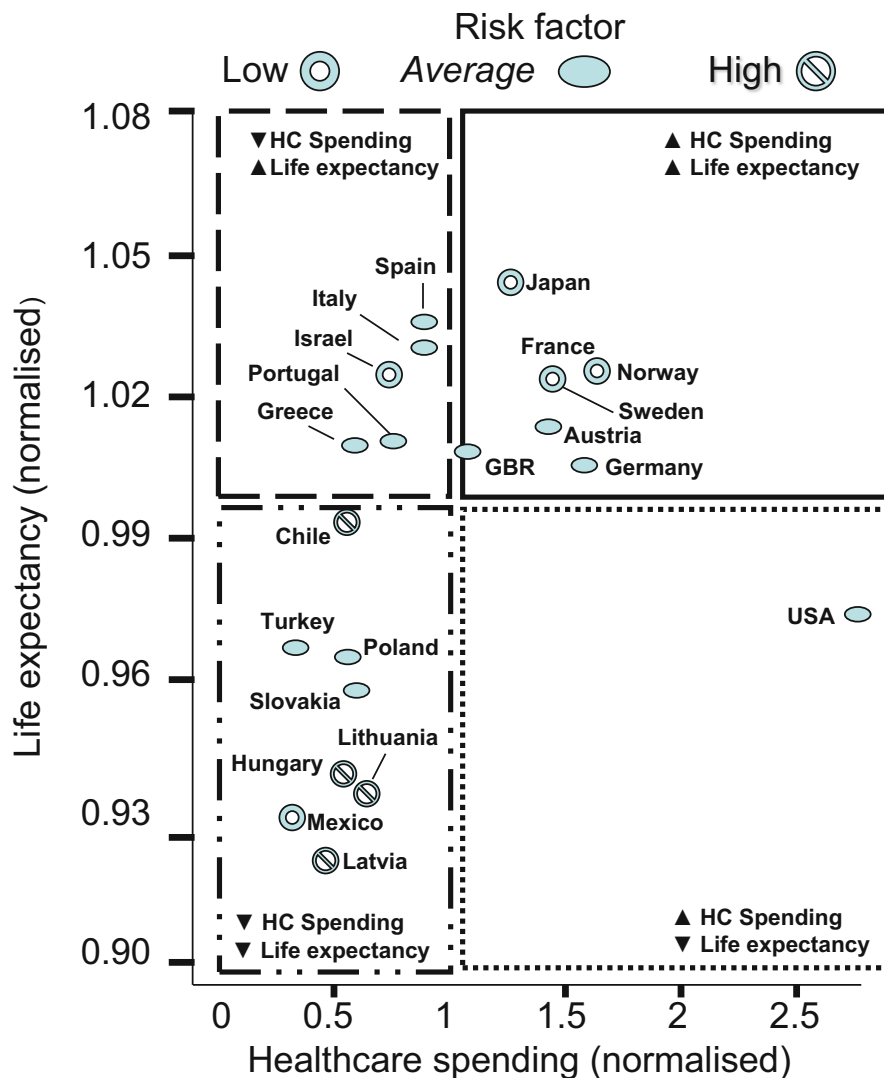 Risk factor
Low Average High
1.08
1.05
1.02
0.99
0.96
0.93
0.90
Life expectancy (normalised)
▼HC Spending
▲Life expectancy
▲ HC Spending
▲ Life expectancy
Spain
Italy
Israel
Portugal
Greece
Japan
France
Norway
Sweden
Austria
GBR
Germany
Chile
Turkey
Poland
Slovakia
Lithuania
Hungary
Mexico
Latvia
USA
▼ HC Spending
▼ Life expectancy
▲ HC Spending
▼ Life expectancy
0 0.5 1 1.5 2 2.5
Healthcare spending (normalised)